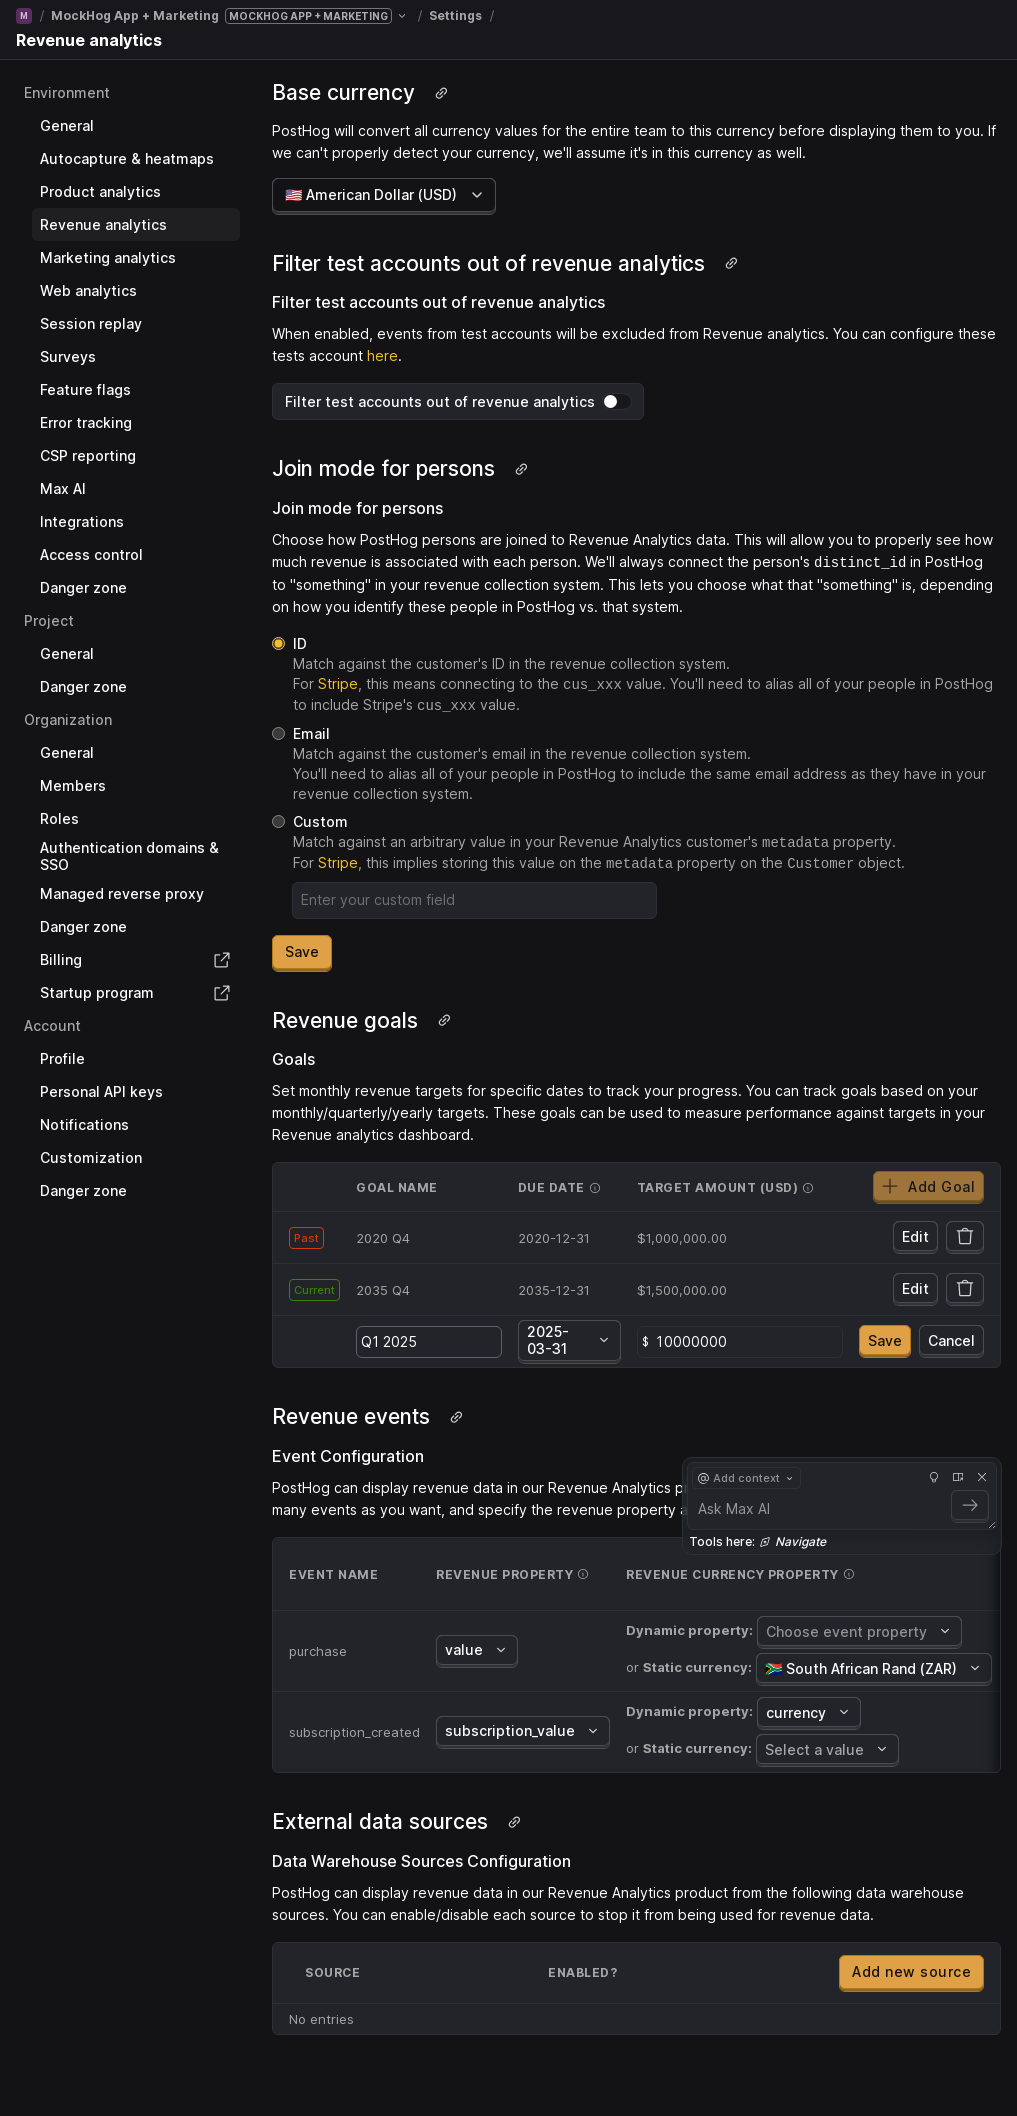 M / MockHog App + Marketing MOCKHOG APP + MARKETING / Settings /
Revenue analytics
Environment
General
Autocapture & heatmaps
Product analytics
Revenue analytics
Marketing analytics
Web analytics
Session replay
Surveys
Feature flags
Error tracking
CSP reporting
Max AI
Integrations
Access control
Danger zone
Project
General
Danger zone
Organization
General
Members
Roles
Authentication domains &
SSO
Managed reverse proxy
Danger zone
Billing
Startup program
Account
Profile
Personal API keys
Notifications
Customization
Danger zone
Base currency
PostHog will convert all currency values for the entire team to this currency before displaying them to you. If
we can't properly detect your currency, we'll assume it's in this currency as well.
🇺🇸 American Dollar (USD)
Filter test accounts out of revenue analytics
Filter test accounts out of revenue analytics
When enabled, events from test accounts will be excluded from Revenue analytics. You can configure these
tests account here.
Filter test accounts out of revenue analytics
Join mode for persons
Join mode for persons
Choose how PostHog persons are joined to Revenue Analytics data. This will allow you to properly see how
much revenue is associated with each person. We'll always connect the person's distinct_id in PostHog
to "something" in your revenue collection system. This lets you choose what that "something" is, depending
on how you identify these people in PostHog vs. that system.
ID
Match against the customer's ID in the revenue collection system.
For Stripe, this means connecting to the cus_xxx value. You'll need to alias all of your people in PostHog
to include Stripe's cus_xxx value.
Email
Match against the customer's email in the revenue collection system.
You'll need to alias all of your people in PostHog to include the same email address as they have in your
revenue collection system.
Custom
Match against an arbitrary value in your Revenue Analytics customer's metadata property.
For Stripe, this implies storing this value on the metadata property on the Customer object.
Enter your custom field
Save
Revenue goals
Goals
Set monthly revenue targets for specific dates to track your progress. You can track goals based on your
monthly/quarterly/yearly targets. These goals can be used to measure performance against targets in your
Revenue analytics dashboard.
GOAL NAME DUE DATE TARGET AMOUNT (USD) Add Goal
Past 2020 Q4 2020-12-31 $1,000,000.00 Edit
Current 2035 Q4 2035-12-31 $1,500,000.00 Edit
Q1 2025 2025-
03-31 $ 10000000 Save Cancel
Revenue events
Event Configuration
PostHog can display revenue data in our Revenue Analytics
many events as you want, and specify the revenue property
@ Add context
Ask Max AI
Tools here: Navigate
EVENT NAME REVENUE PROPERTY REVENUE CURRENCY PROPERTY
purchase value Dynamic property: Choose event property
or Static currency: 🇿🇦 South African Rand (ZAR)
subscription_created subscription_value Dynamic property: currency
or Static currency: Select a value
External data sources
Data Warehouse Sources Configuration
PostHog can display revenue data in our Revenue Analytics product from the following data warehouse
sources. You can enable/disable each source to stop it from being used for revenue data.
SOURCE ENABLED? Add new source
No entries